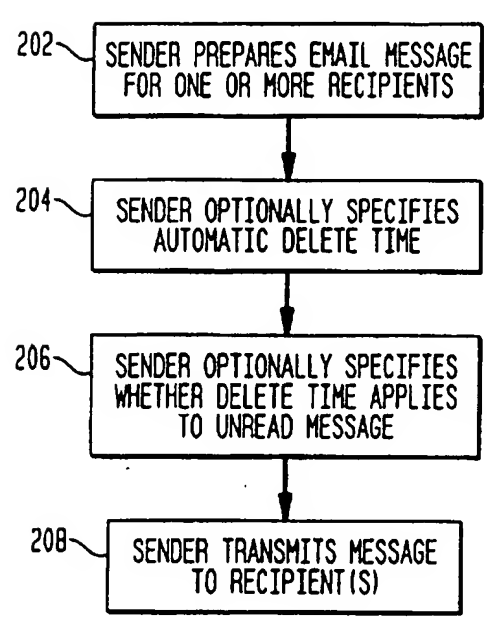 202
SENDER PREPARES EMAIL MESSAGE
FOR ONE OR MORE RECIPIENTS
204
SENDER OPTIONALLY SPECIFIES
AUTOMATIC DELETE TIME
206
SENDER OPTIONALLY SPECIFIES
WHETHER DELETE TIME APPLIES
TO UNREAD MESSAGE
208
SENDER TRANSMITS MESSAGE
TO RECIPIENT(S)